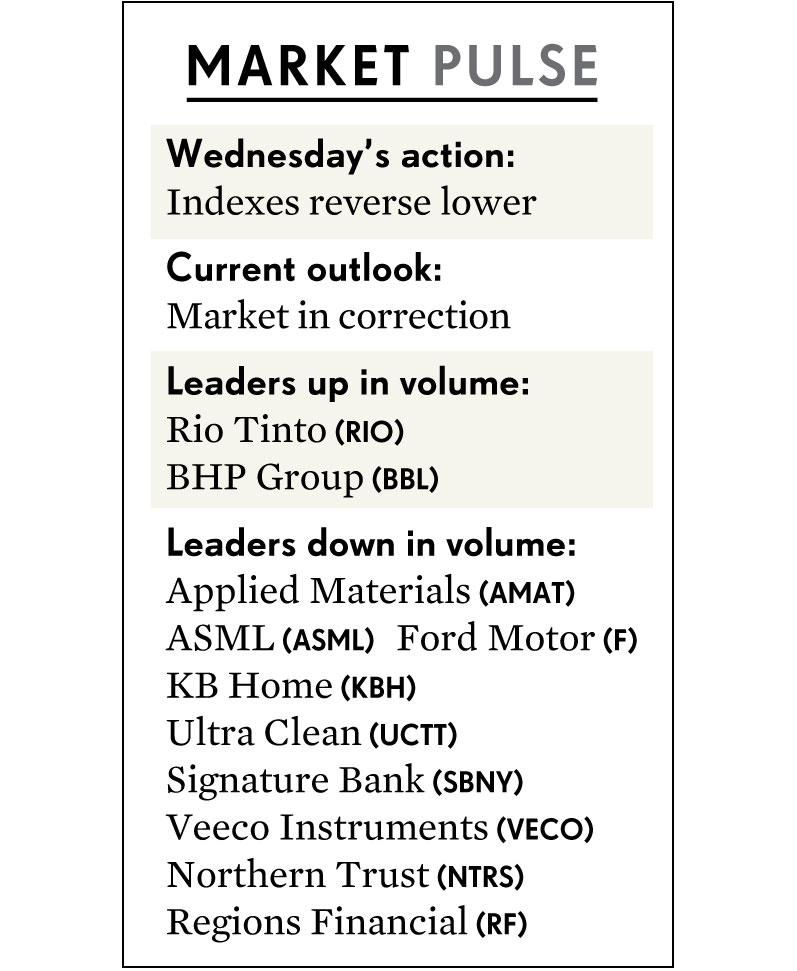 MARKET PULSE
Wednesday’s action:
Indexes reverse lower
Current outlook:
Market in correction
Leaders up in volume:
Rio Tinto (RIO)
BHP Group (BBL)
Leaders down in volume:
Applied Materials (AMAT)
ASML (ASML) Ford Motor (F)
KB Home (KBH)
Ultra Clean (UCTT)
Signature Bank (SBNY)
Veeco Instruments (VECO)
Northern Trust (NTRS)
Regions Financial (RF)